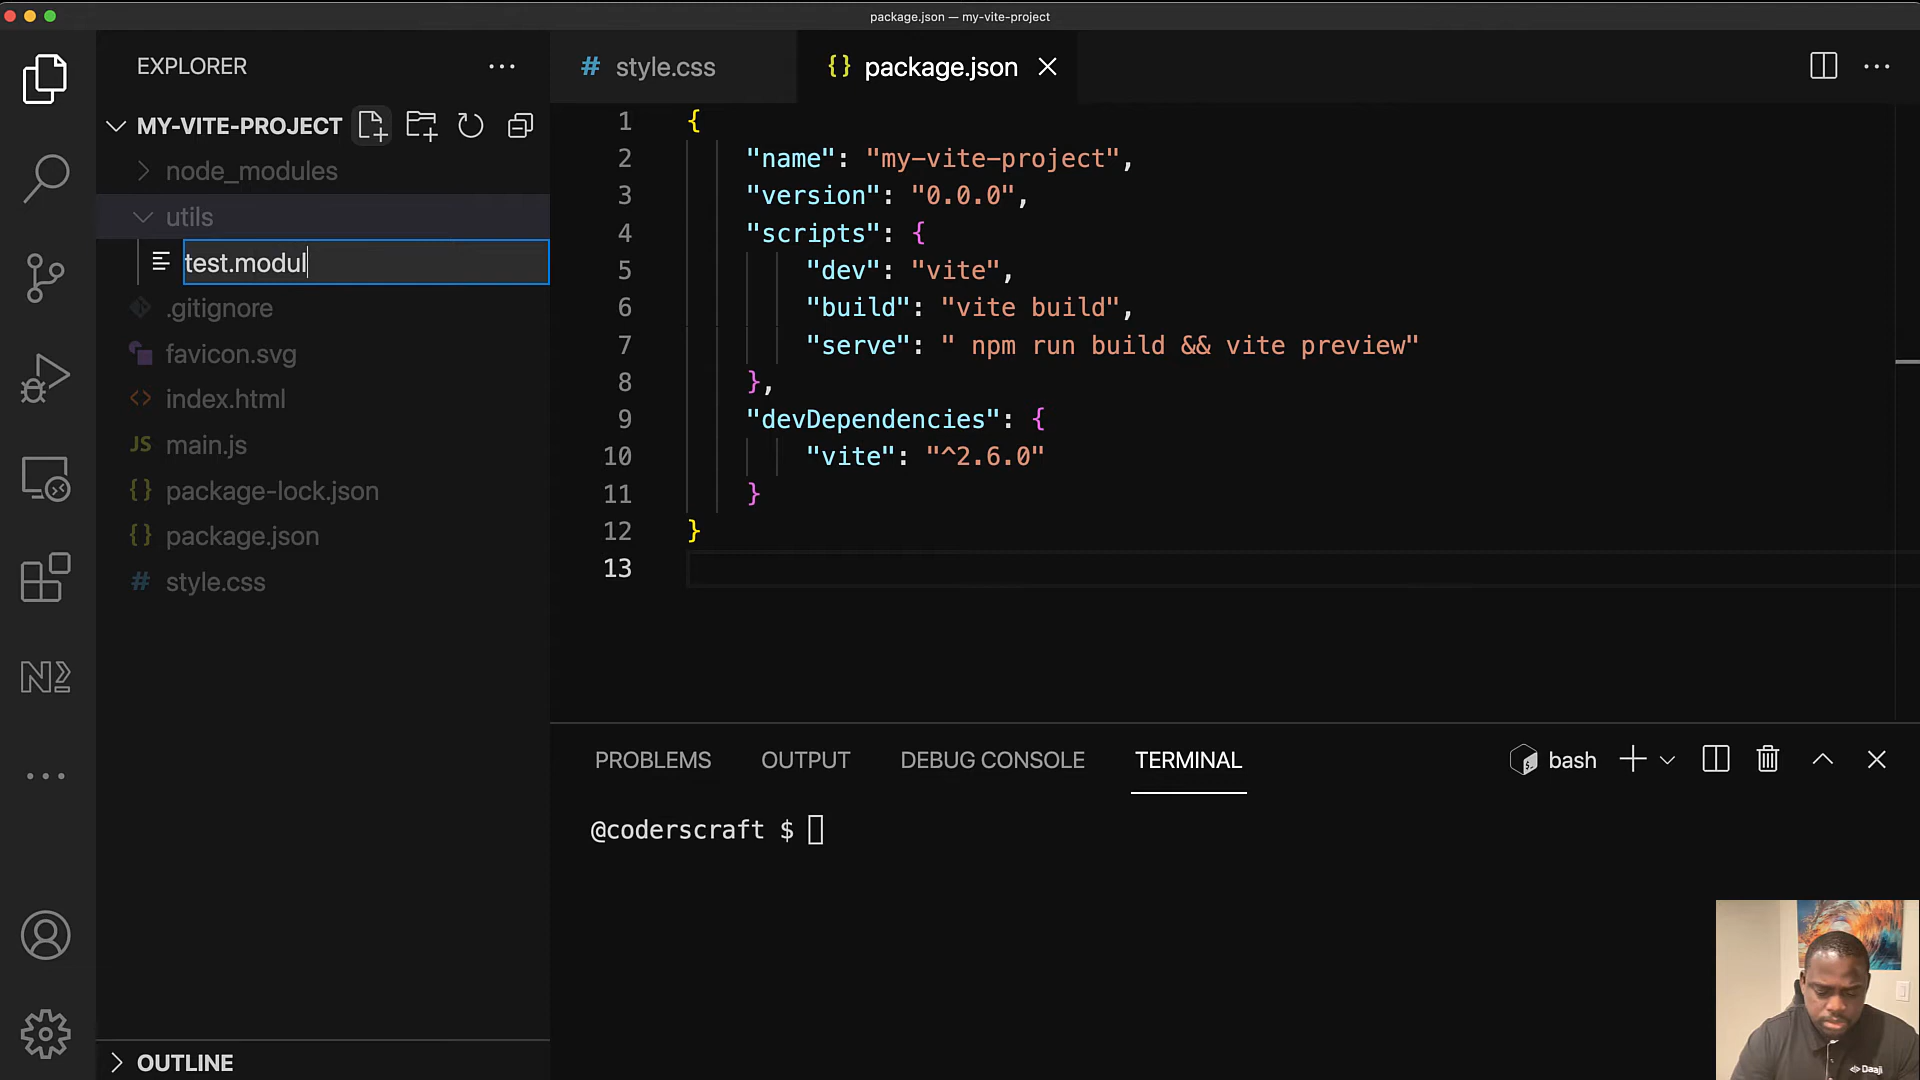 package.json — my-vite-project
EXPLORER
MY-VITE-PROJECT
node_modules
utils
test.modul
.gitignore
favicon.svg
<> index.html
JS main.js
{} package-lock.json
{} package.json
# style.css
OUTLINE
# style.css
{} package.json
1 {
2 "name": "my-vite-project",
3 "version": "0.0.0",
4 "scripts": {
5 "dev": "vite",
6 "build": "vite build",
7 "serve": " npm run build && vite preview"
8 },
9 "devDependencies": {
10 "vite": "^2.6.0"
11 }
12 }
13
PROBLEMS OUTPUT DEBUG CONSOLE TERMINAL
bash
@coderscraft $
<> Daaji